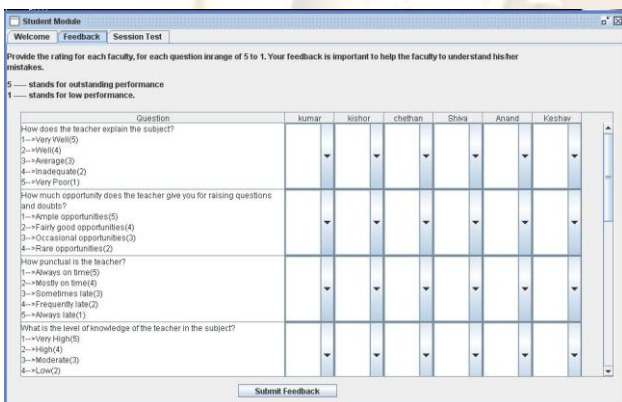 Student Module
Welcome Feedback Session Test
Provide the rating for each faculty, for each question inrange of 5 to 1. Your feedback is important to help the faculty to understand his/her
mistakes.
5 ---- stands for outstanding performance
1 ---- stands for low performance.
Question kumar kishor chethan Shiva Anand Keshav
How does the teacher explain the subject?
1-->Very Well(5)
2-->Well(4)
3-->Average(3)
4-->Inadequate(2)
5-->Very Poor(1)
How much opportunity does the teacher give you for raising questions
and doubts?
1-->Ample opportunities(5)
2-->Fairly good opportunities(4)
3-->Occasional opportunities(3)
4-->Rare opportunities(2)
How punctual is the teacher?
1-->Always on time(5)
2-->Mostly on time(4)
3-->Sometimes late(3)
4-->Frequently late(2)
5-->Always late(1)
What is the level of knowledge of the teacher in the subject?
1-->Very High(5)
2-->High(4)
3-->Moderate(3)
4-->Low(2)
Submit Feedback